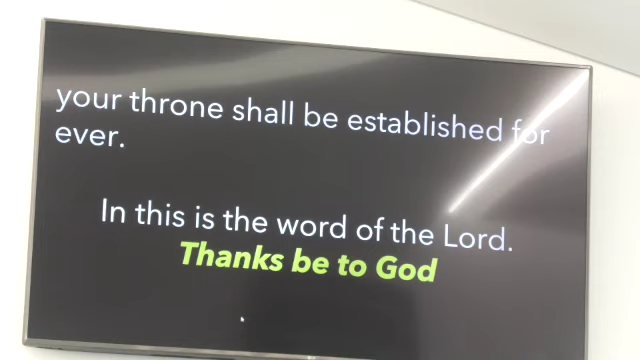 your throne shall be established for
ever.
In this is the word of the Lord.
Thanks be to God